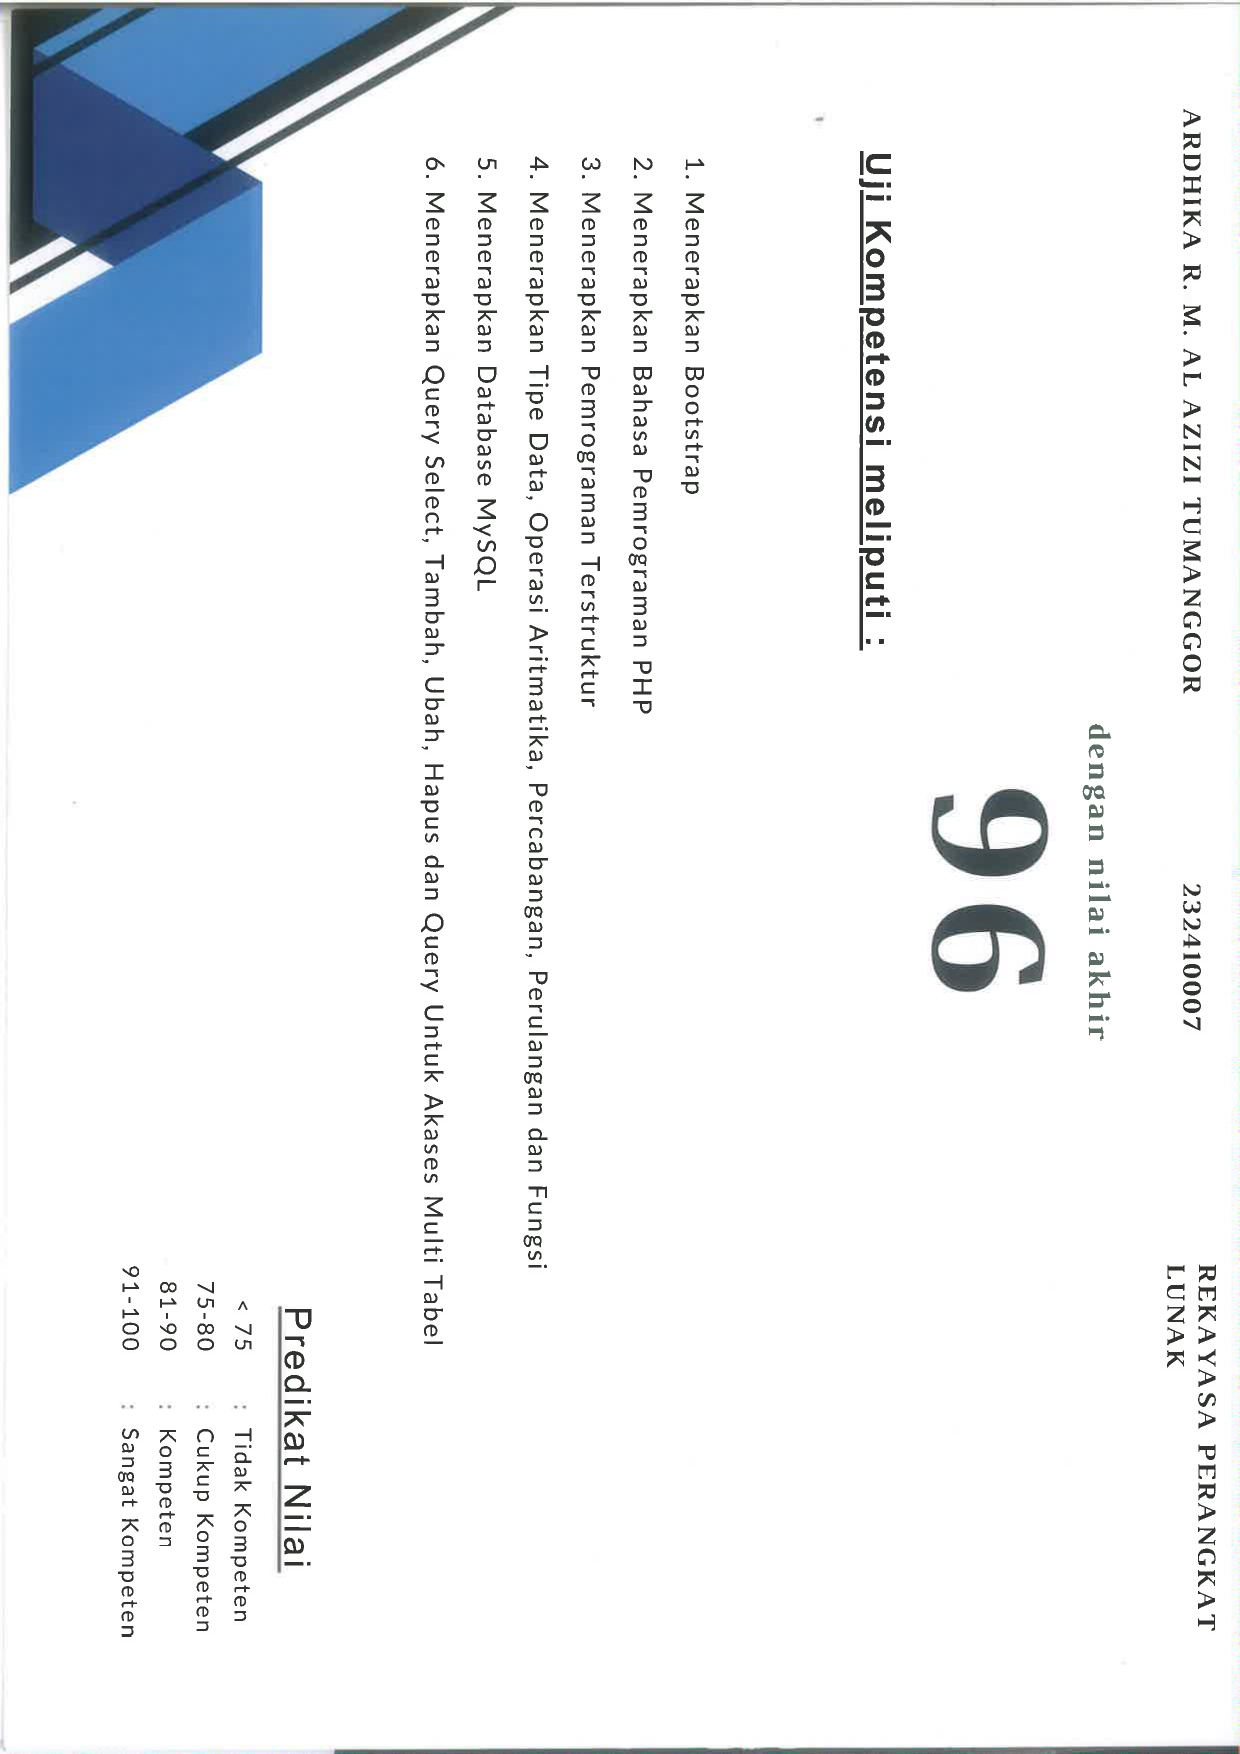 ARDHIKA R. M. AL AZIZI TUMANGGOR
232410007
REKAYASA PERANGKAT
LUNAK
dengan nilai akhir
96
Uji Kompetensi meliputi :
1. Menerapkan Bootstrap
2. Menerapkan Bahasa Pemrograman PHP
3. Menerapkan Pemrograman Terstruktur
4. Menerapkan Tipe Data, Operasi Aritmatika, Percabangan, Perulangan dan Fungsi
5. Menerapkan Database MySQL
6. Menerapkan Query Select, Tambah, Ubah, Hapus dan Query Untuk Akases Multi Tabel
Predikat Nilai
< 75 : Tidak Kompeten
75-80 : Cukup Kompeten
81-90 : Kompeten
91-100 : Sangat Kompeten